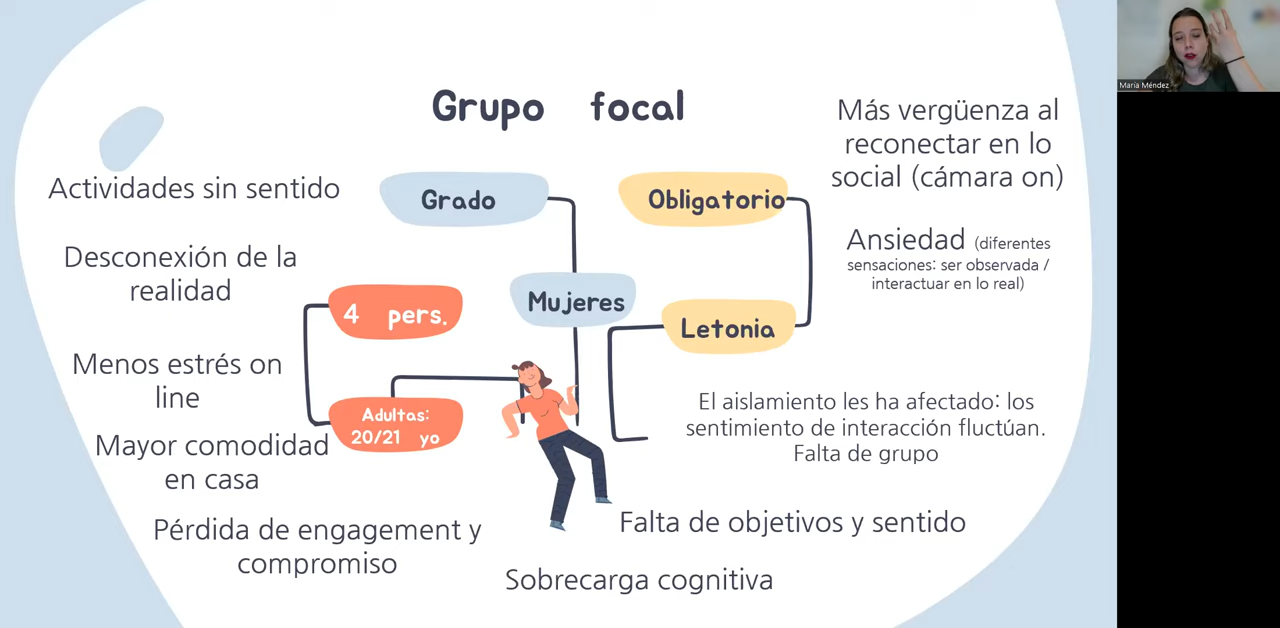 Grupo focal
Actividades sin sentido
Desconexión de la
realidad
Menos estrés on
line
Mayor comodidad
en casa
Pérdida de engagement y
compromiso
Grado
Mujeres
4 pers.
Adultas:
20/21 yo
Obligatorio
Letonia
Más vergüenza al
reconectar en lo
social (cámara on)
Ansiedad (diferentes
sensaciones: ser observada /
interactuar en lo real)
El aislamiento les ha afectado: los
sentimiento de interacción fluctúan.
Falta de grupo
Falta de objetivos y sentido
Sobrecarga cognitiva
María Méndez